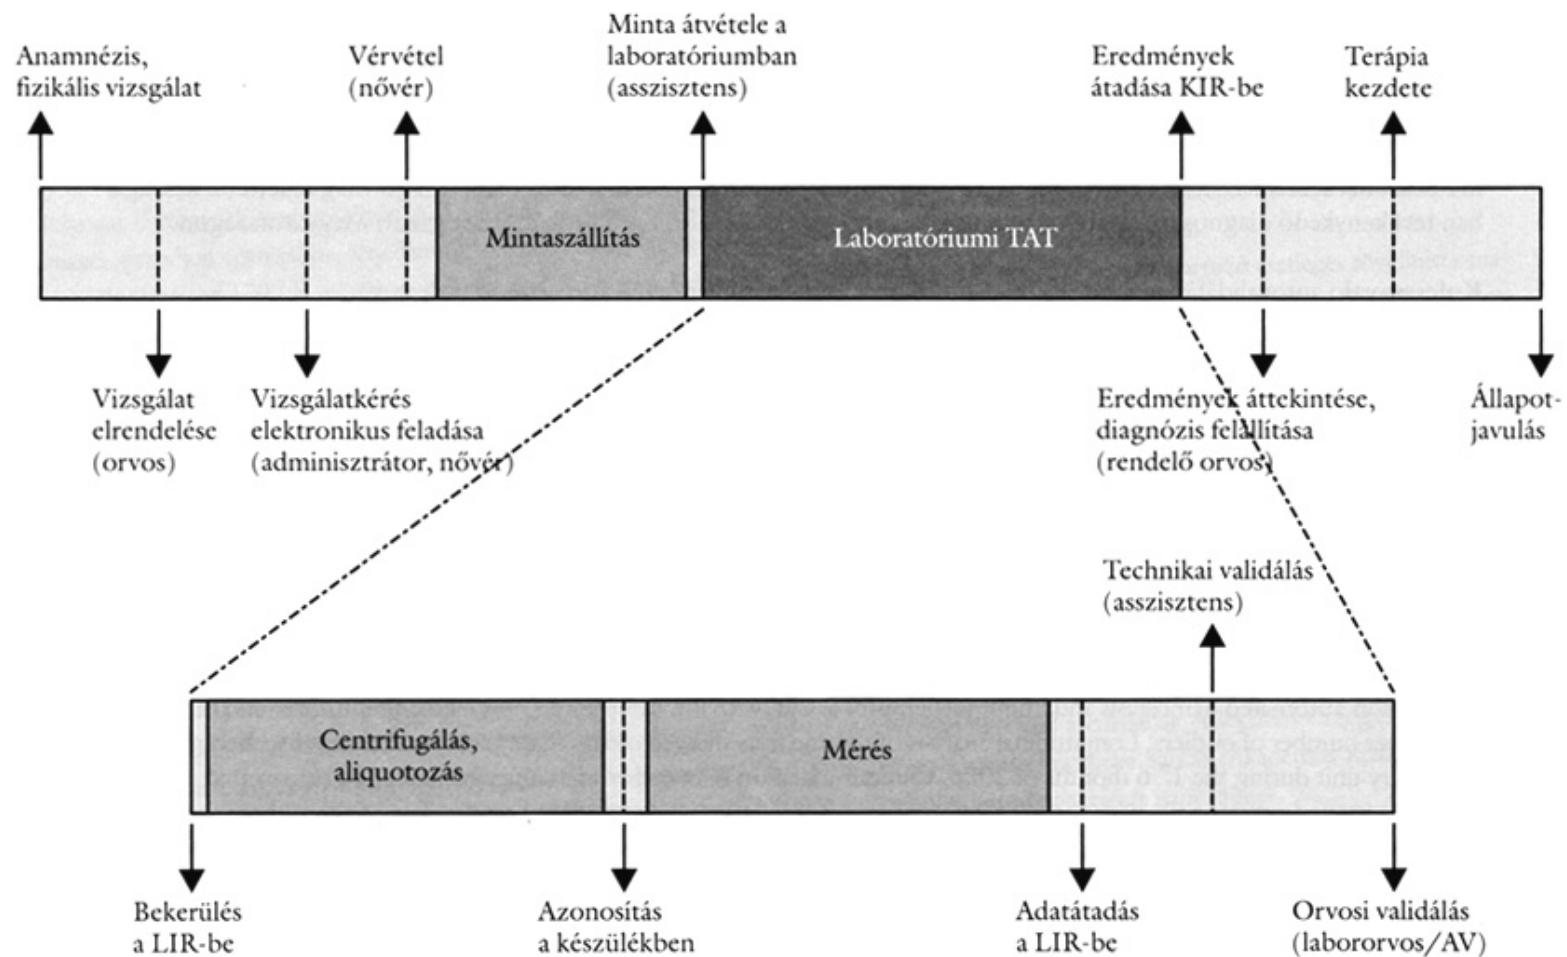 Anamnézis,
fizikális vizsgálat
Vérvétel
(nővér)
Minta átvétele a
laboratóriumban
(asszisztens)
Eredmények
átadása KIR-be
Terápia
kezdete
Mintaszállítás
Laboratóriumi TAT
Vizsgálat
elrendelése
(orvos)
Vizsgálatkérés
elektronikus feladása
(adminisztrátor, nővér)
Eredmények áttekintése,
diagnózis felállítása
(rendelő orvos)
Állapot-
javulás
Technikai validálás
(asszisztens)
Centrifugálás,
aliquotozás
Mérés
Bekerülés
a LIR-be
Azonosítás
a készülékben
Adatátadás
a LIR-be
Orvosi validálás
(labororvos/AV)